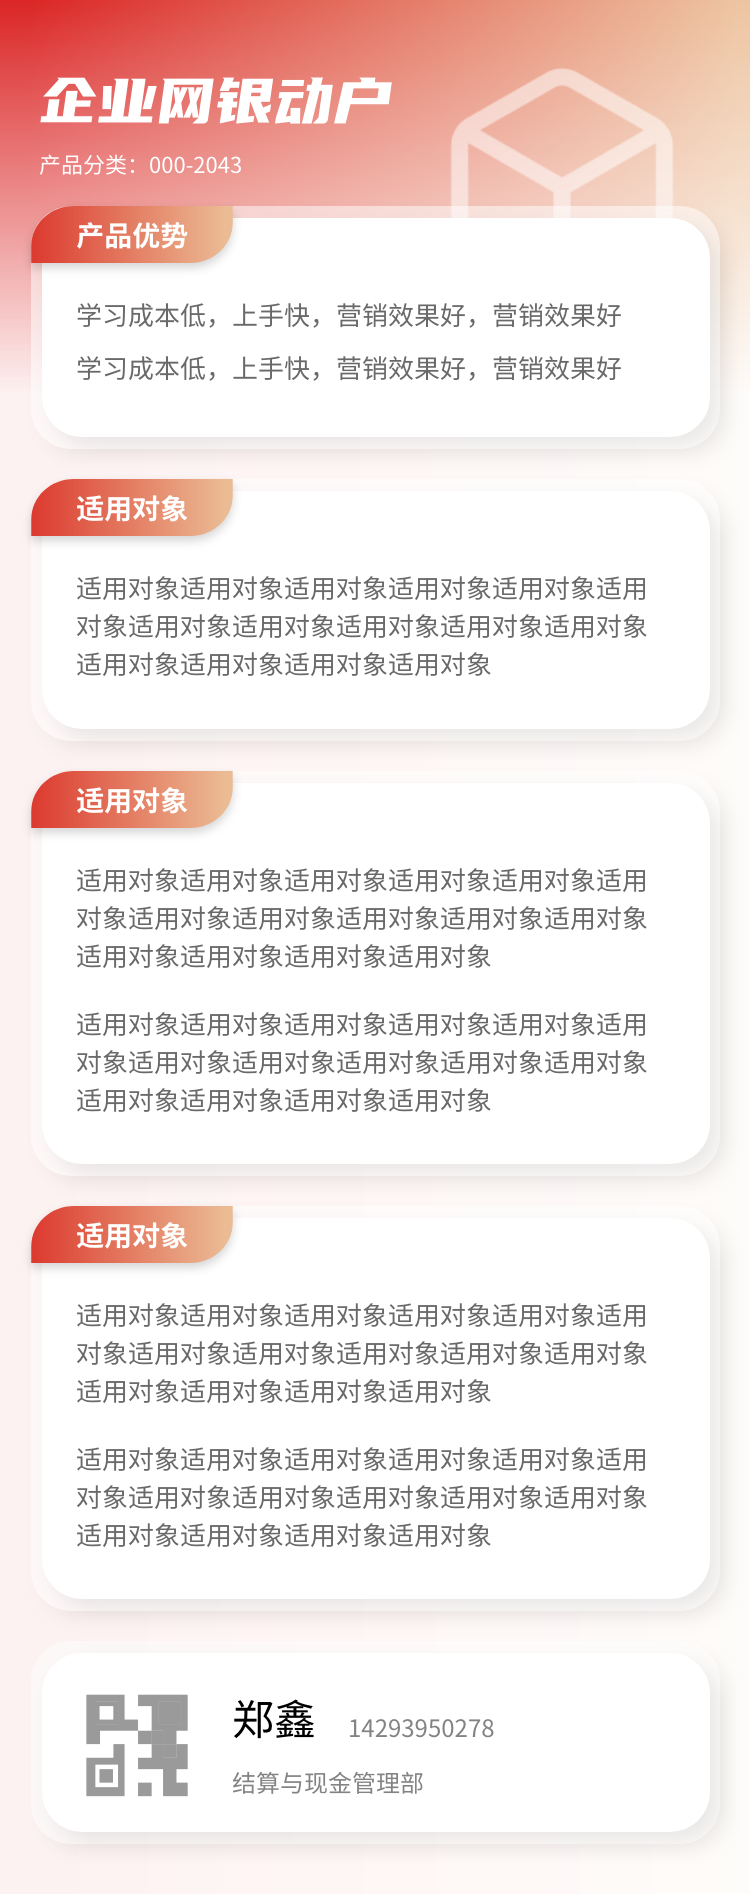 企业网银动户
产品分类：000-2043
产品优势
学习成本低，上手快，营销效果好，营销效果好
学习成本低，上手快，营销效果好，营销效果好
适用对象
适用对象适用对象适用对象适用对象适用对象适用
对象适用对象适用对象适用对象适用对象适用对象
适用对象适用对象适用对象适用对象
适用对象
适用对象适用对象适用对象适用对象适用对象适用
对象适用对象适用对象适用对象适用对象适用对象
适用对象适用对象适用对象适用对象
适用对象适用对象适用对象适用对象适用对象适用
对象适用对象适用对象适用对象适用对象适用对象
适用对象适用对象适用对象适用对象
适用对象
适用对象适用对象适用对象适用对象适用对象适用
对象适用对象适用对象适用对象适用对象适用对象
适用对象适用对象适用对象适用对象
适用对象适用对象适用对象适用对象适用对象适用
对象适用对象适用对象适用对象适用对象适用对象
适用对象适用对象适用对象适用对象
郑鑫 14293950278
结算与现金管理部